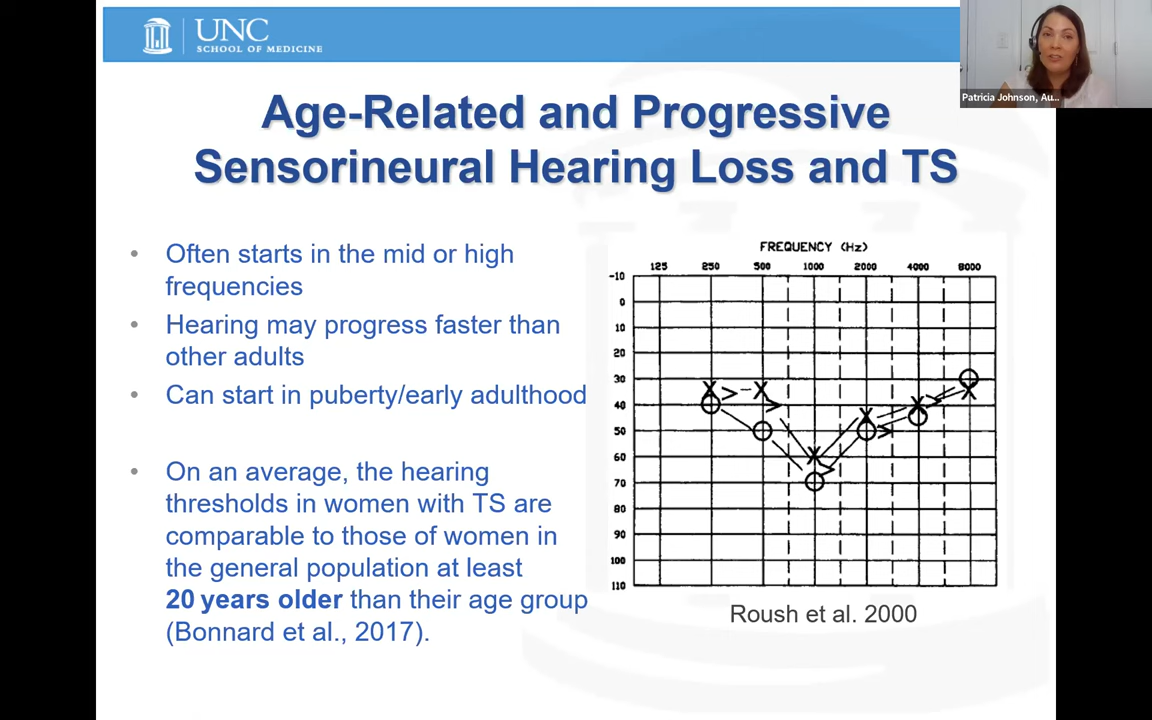 UNC
SCHOOL OF MEDICINE
Patricia Johnson, Au...
Age-Related and Progressive
Sensorineural Hearing Loss and TS
• Often starts in the mid or high
frequencies
• Hearing may progress faster than
other adults
• Can start in puberty/early adulthood
• On an average, the hearing
thresholds in women with TS are
comparable to those of women in
the general population at least
20 years older than their age group
(Bonnard et al., 2017).
FREQUENCY (Hz)
125 250 500 1000 2000 4000 8000
-10
0
10
20
30
40
50
60
70
80
90
100
110
Roush et al. 2000